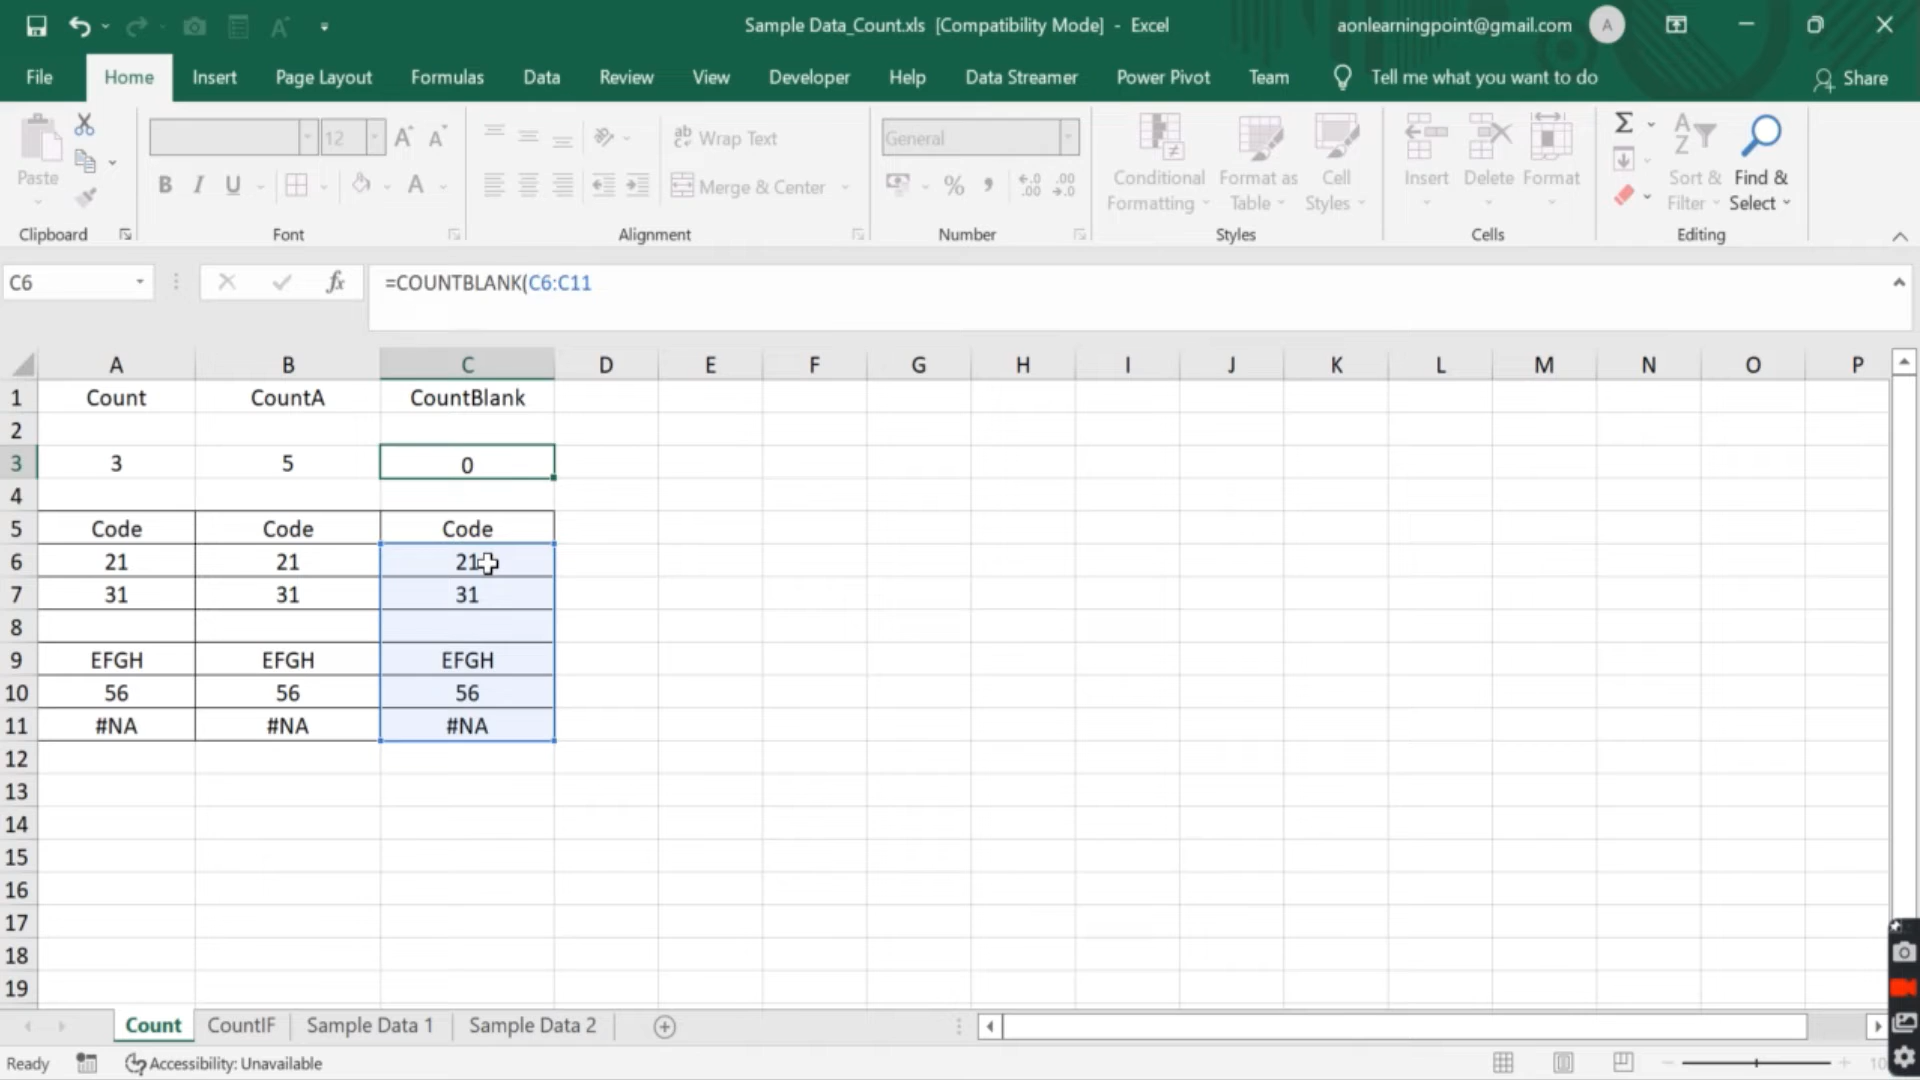 Sample Data_Count.xls [Compatibility Mode] - Excel
aonlearningpoint@gmail.com
A
File Home Insert Page Layout Formulas Data Review View Developer Help Data Streamer Power Pivot Team Tell me what you want to do Share
Paste
Clipboard
12
B I U A
Font
ab Wrap Text
Merge & Center
Alignment
General
% , .00
Number
Conditional Formatting
Format as Table
Cell Styles
Styles
Insert Delete Format
Cells
Sort & Filter
Find & Select
Editing
C6
fx
=COUNTBLANK(C6:C11
A B C D E F G H I J K L M N O P
1 Count CountA CountBlank
2
3 3 5 0
4
5 Code Code Code
6 21 21 21
7 31 31 31
8
9 EFGH EFGH EFGH
10 56 56 56
11 #NA #NA #NA
12
13
14
15
16
17
18
19
Count CountIF Sample Data 1 Sample Data 2
Ready Accessibility: Unavailable